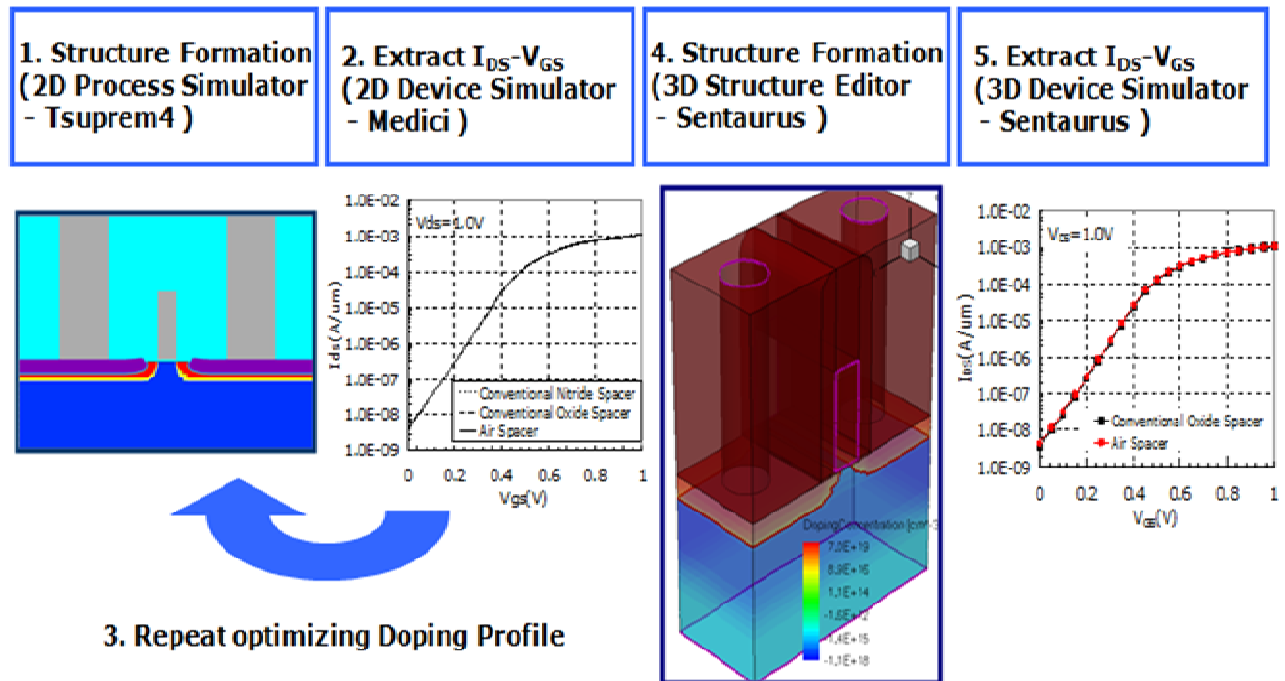 1. Structure Formation
(2D Process Simulator
- Tsuprem4 )
2. Extract IDS-VGS
(2D Device Simulator
- Medici )
4. Structure Formation
(3D Structure Editor
- Sentaurus )
5. Extract IDS-VGS
(3D Device Simulator
- Sentaurus )
1.0E-02
1.0E-03
1.0E-04
1.0E-05
1.0E-06
1.0E-07
1.0E-08
1.0E-09
Ids(A/um)
Vds=1.0V
Conventional Nitride Spacer
Conventional Oxide Spacer
Air Spacer
0 0.2 0.4 0.6 0.8 1
Vgs(V)
3. Repeat optimizing Doping Profile
7.0E+19
8.9E+16
1.1E+14
-1.4E+15
-1.1E+18
1.0E-02
1.0E-03
1.0E-04
1.0E-05
1.0E-06
1.0E-07
1.0E-08
1.0E-09
IDS(A/um)
VDS=1.0V
Conventional Oxide Spacer
Air Spacer
0 0.2 0.4 0.6 0.8 1
VGS(V)